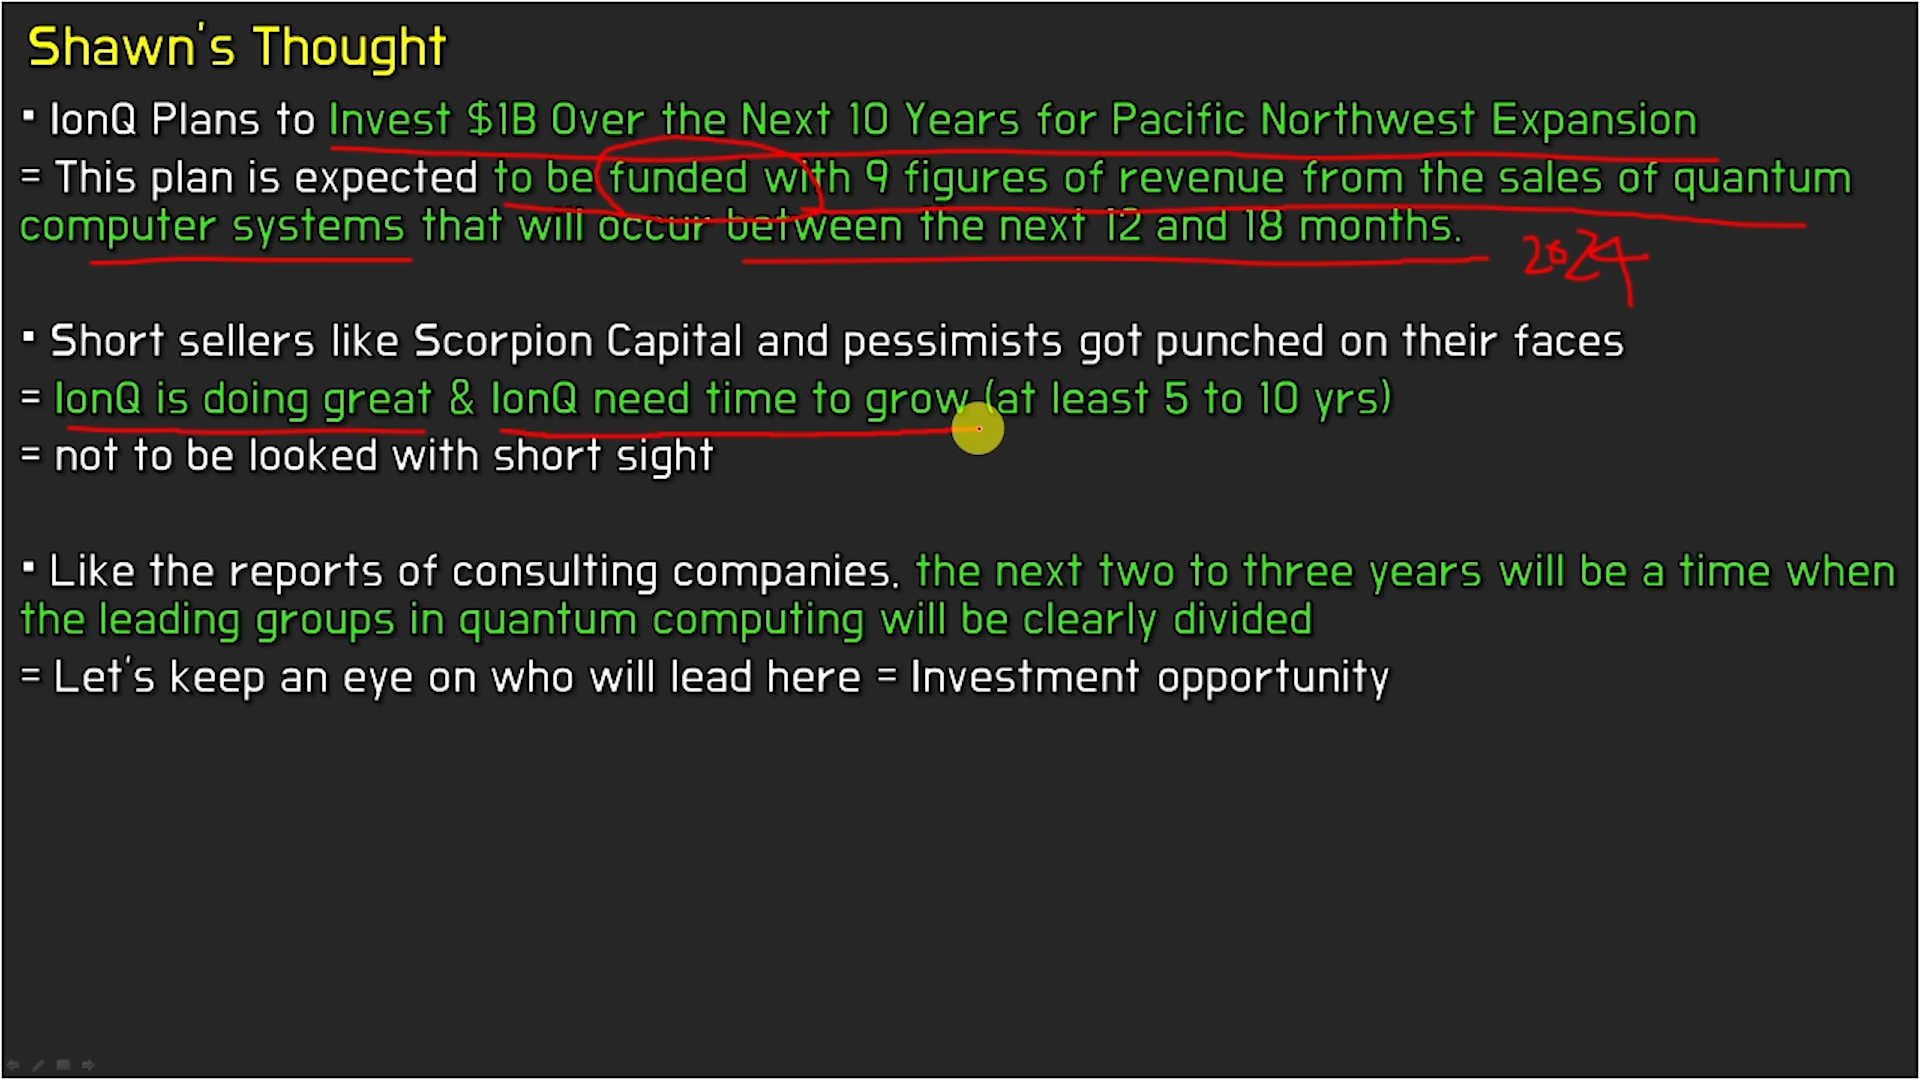 Shawn's Thought
▪ IonQ Plans to Invest $1B Over the Next 10 Years for Pacific Northwest Expansion
= This plan is expected to be funded with 9 figures of revenue from the sales of quantum
computer systems that will occur between the next 12 and 18 months.
2024
▪ Short sellers like Scorpion Capital and pessimists got punched on their faces
= IonQ is doing great & IonQ need time to grow (at least 5 to 10 yrs)
= not to be looked with short sight
▪ Like the reports of consulting companies, the next two to three years will be a time when
the leading groups in quantum computing will be clearly divided
= Let's keep an eye on who will lead here = Investment opportunity